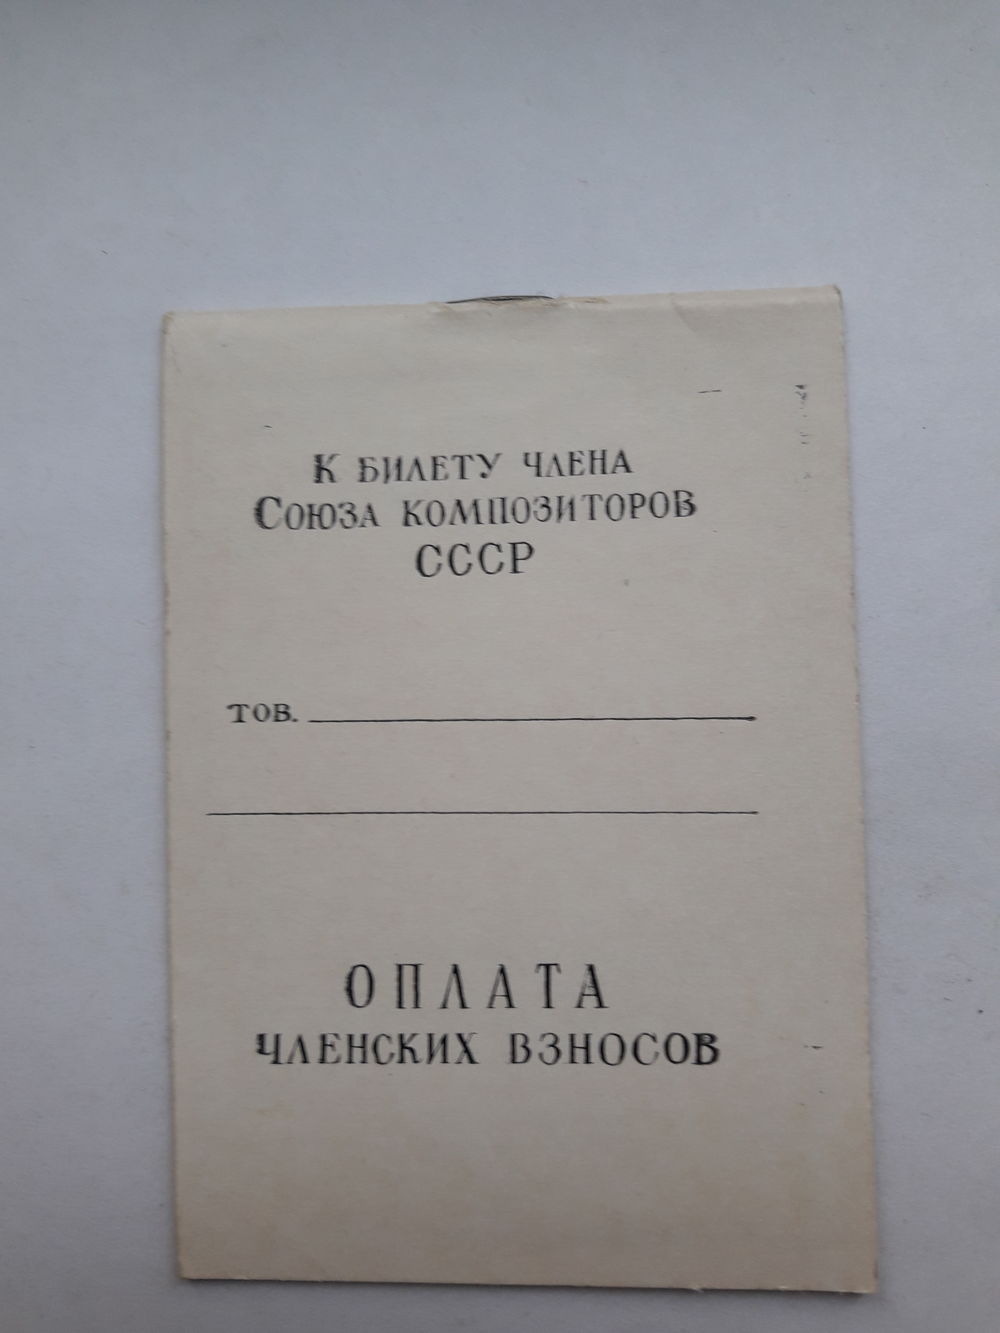 К БИЛЕТУ ЧЛЕНА
СОЮЗА КОМПОЗИТОРОВ
СССР
ТОВ.
ОПЛАТА
ЧЛЕНСКИХ ВЗНОСОВ